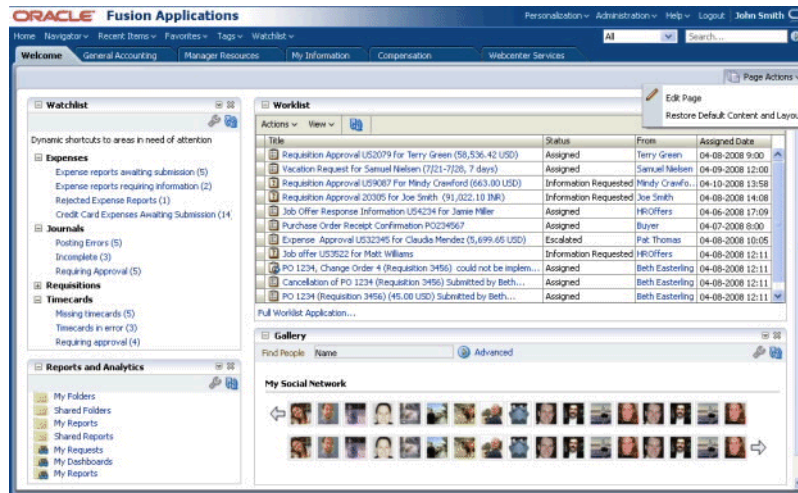 ORACLE Fusion Applications
Personalization Administration Help Logout John Smith
Home Navigator Recent Items Favorites Tags Watchlist All Search...
Welcome General Accounting Manager Resources My Information Compensation Webcenter Services
Page Actions
Edit Page
Restore Default Content and Layou
Watchlist
Dynamic shortcuts to areas in need of attention
Expenses
Expense reports awaiting submission (5)
Expense reports requiring information (2)
Rejected Expense Reports (1)
Credit Card Expenses Awaiting Submission (14
Journals
Posting Errors (5)
Incomplete (3)
Requiring Approval (5)
Requisitions
Timecards
Missing timecards (5)
Timecards in error (3)
Requiring approval (4)
Reports and Analytics
My Folders
Shared Folders
My Reports
Shared Reports
My Requests
My Dashboards
My Reports
Worklist
Actions View
Title Status From Assigned Date
Requisition Approval US2079 for Terry Green (58,536.42 USD) Assigned Terry Green 04-08-2008 9:00
Vacation Request for Samuel Nielsen (7/21-7/28, 7 days) Assigned Samuel Nielsen 04-09-2008 12:00
Requisition Approval US9087 For Mindy Crawford (663.00 USD) Information Requested Mindy Crawfo... 04-10-2008 13:58
Requisition Approval 20305 for Joe Smith (91,022.10 INR) Information Requested Joe Smith 04-08-2008 14:08
Job Offer Response Information US4234 for Jamie Miller Assigned HROffers 04-06-2008 17:09
Purchase Order Receipt Confirmation PO234567 Assigned Buyer 04-07-2008 8:00
Expense Approval US32345 for Claudia Mendez (5,699.65 USD) Escalated Pat Thomas 04-08-2008 10:05
Job offer US3522 for Matt Williams Information Requested HROffers 04-08-2008 12:11
PO 1234, Change Order 4 (Requisition 3456) could not be implem... Assigned Beth Easterling 04-08-2008 12:11
Cancellation of PO 1234 (Requisition 3456) Submitted by Beth... Assigned Beth Easterling 04-08-2008 12:11
PO 1234 (Requisition 3456) (45.00 USD) Submitted by Beth... Assigned Beth Easterling 04-08-2008 12:11
Full Worklist Application...
Gallery
Find People Name Advanced
My Social Network